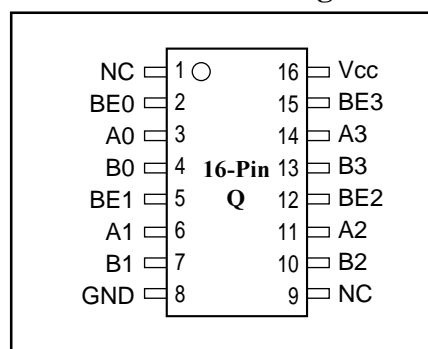 NC 1 16 Vcc
BE0 2 15 BE3
A0 3 14 A3
B0 4 16-Pin 13 B3
BE1 5 Q 12 BE2
A1 6 11 A2
B1 7 10 B2
GND 8 9 NC